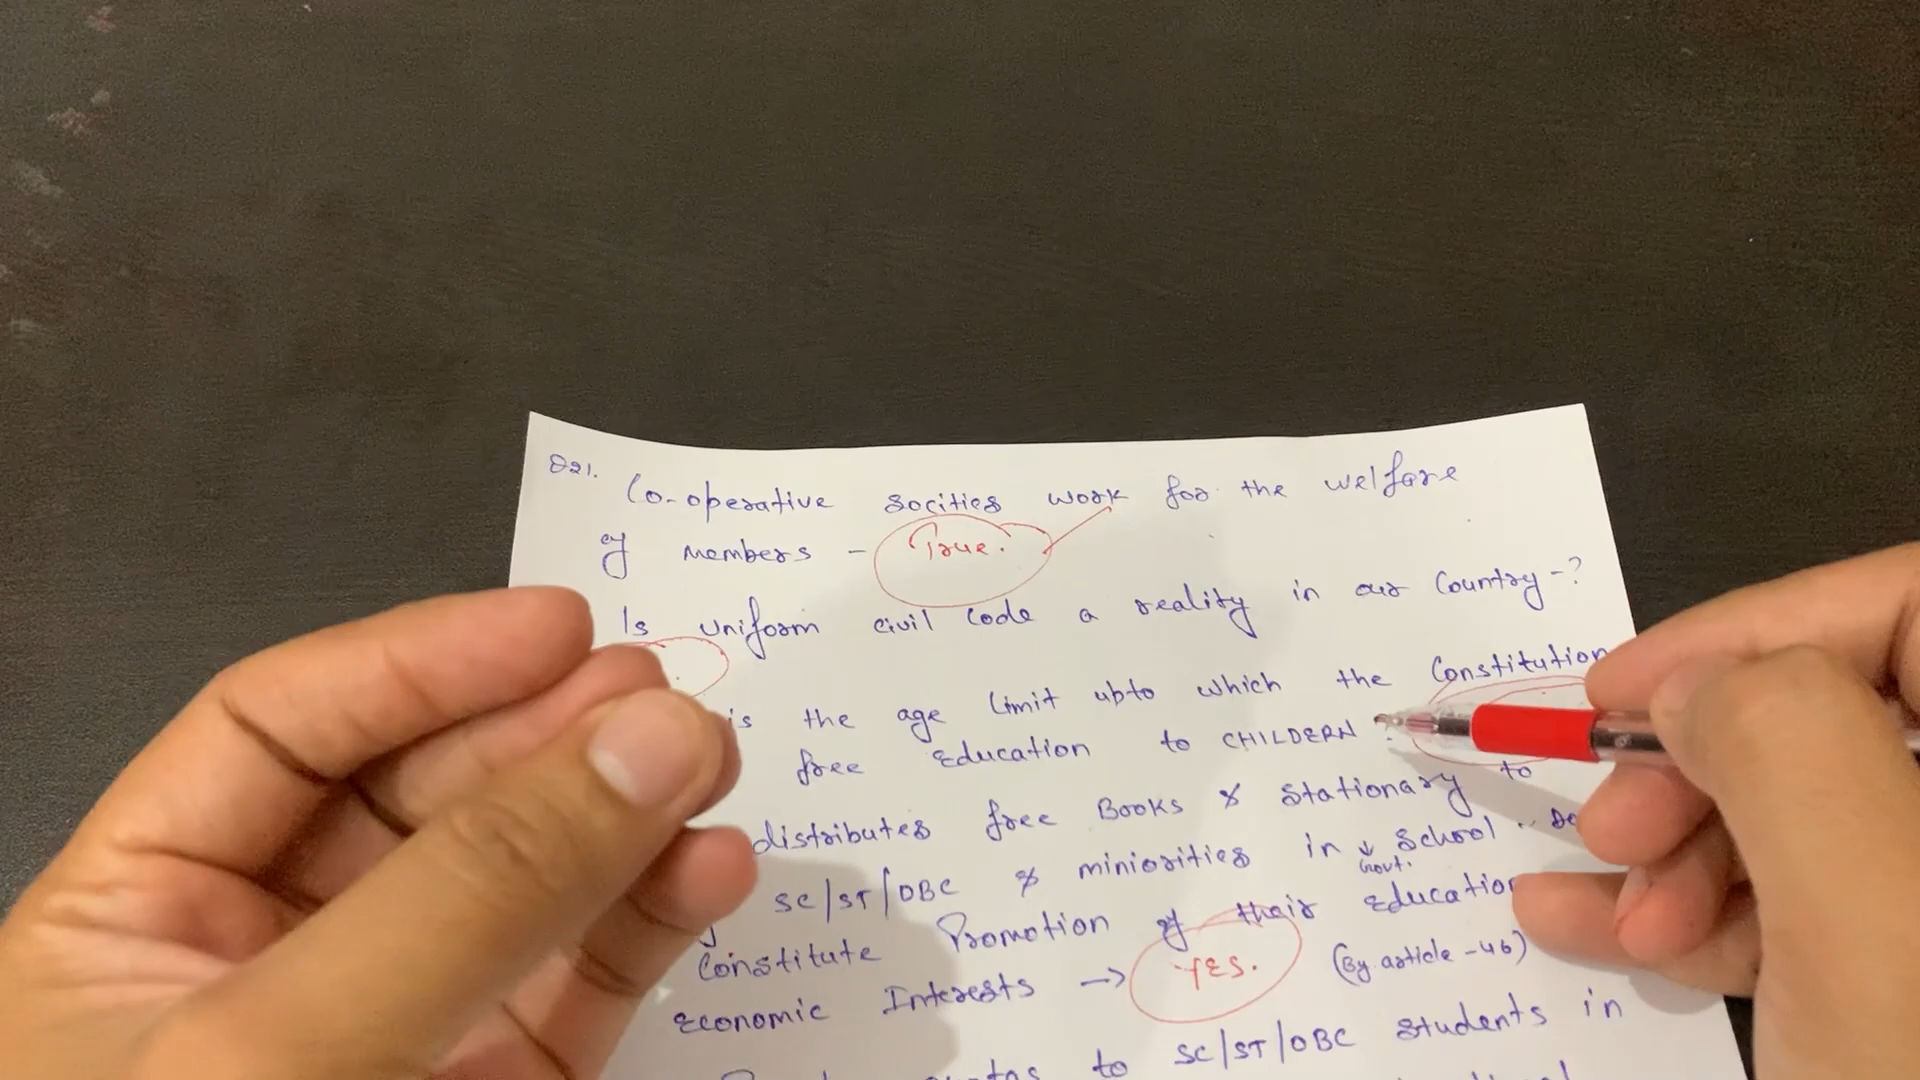 Q21. Co-operative socities work for the welfare
of members - True.
Is uniform civil code a reality in our Country-?
is the age limit upto which the Constitution
free Education to CHILDERN ?
distributes free Books & Stationary to
SC/ST/OBC & miniorities in ↓ School
Govt.
Constitute Promotion of their Education
Economic Interests → YES. (By article -46)
to SC/ST/OBC Students in